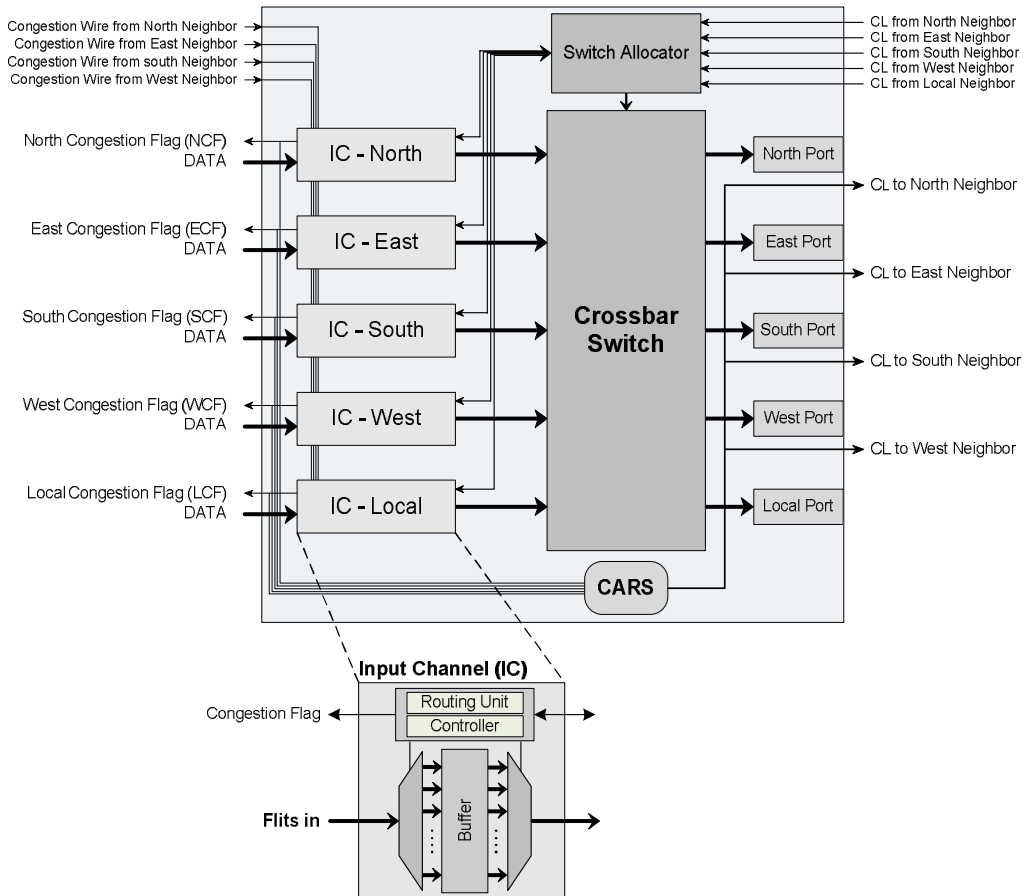 Congestion Wire from North Neighbor
Congestion Wire from East Neighbor
Congestion Wire from south Neighbor
Congestion Wire from West Neighbor
Switch Allocator
CL from North Neighbor
CL from East Neighbor
CL from South Neighbor
CL from West Neighbor
CL from Local Neighbor
North Congestion Flag (NCF)
DATA
IC - North
North Port
CL to North Neighbor
East Congestion Flag (ECF)
DATA
IC - East
East Port
CL to East Neighbor
South Congestion Flag (SCF)
DATA
IC - South
Crossbar
Switch
South Port
CL to South Neighbor
West Congestion Flag (WCF)
DATA
IC - West
West Port
CL to West Neighbor
Local Congestion Flag (LCF)
DATA
IC - Local
Local Port
CARS
Input Channel (IC)
Congestion Flag
Routing Unit
Controller
Flits in
Buffer